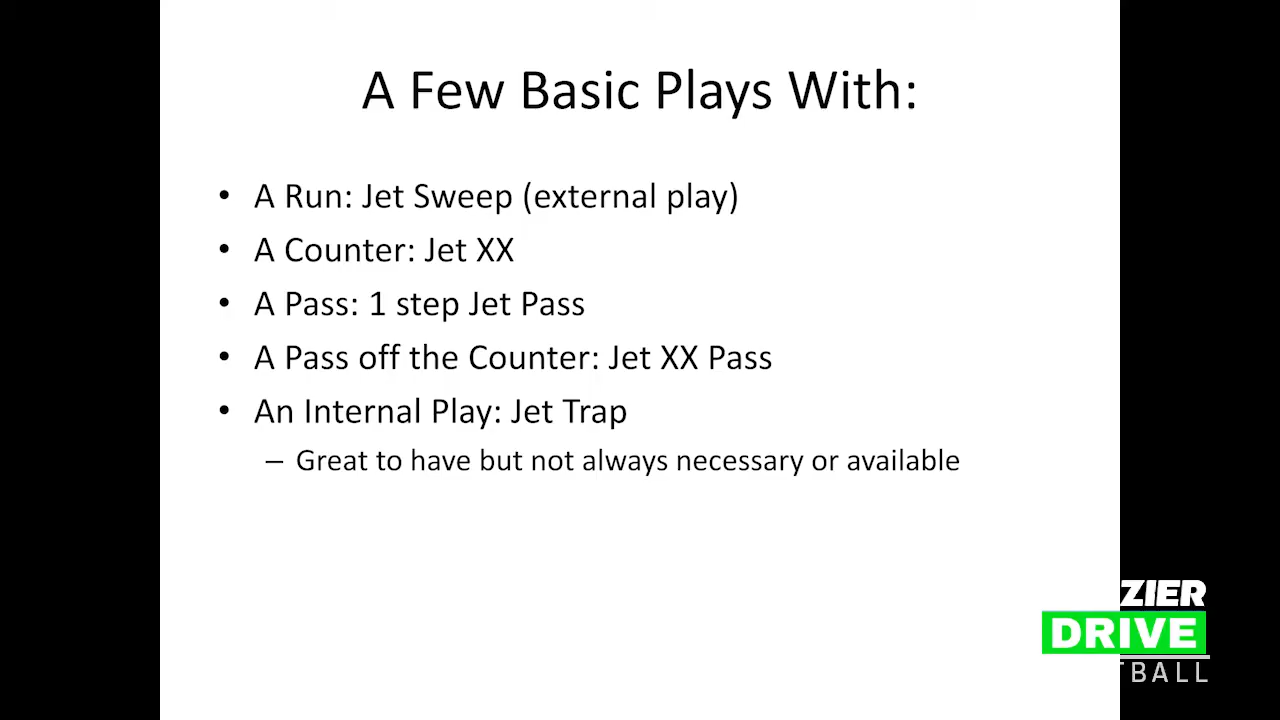 A Few Basic Plays With:
• A Run: Jet Sweep (external play)
• A Counter: Jet XX
• A Pass: 1 step Jet Pass
• A Pass off the Counter: Jet XX Pass
• An Internal Play: Jet Trap
– Great to have but not always necessary or available
ZIER
DRIVE
TBALL